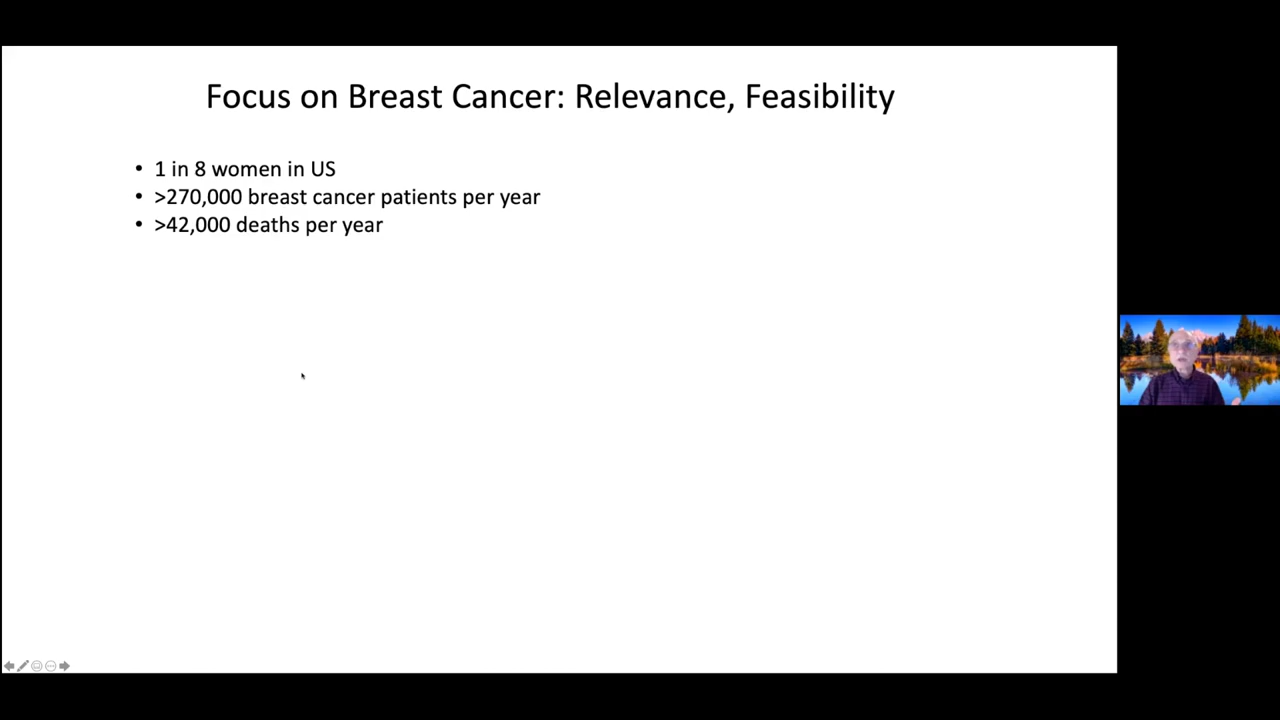 Focus on Breast Cancer: Relevance, Feasibility
• 1 in 8 women in US
• >270,000 breast cancer patients per year
• >42,000 deaths per year